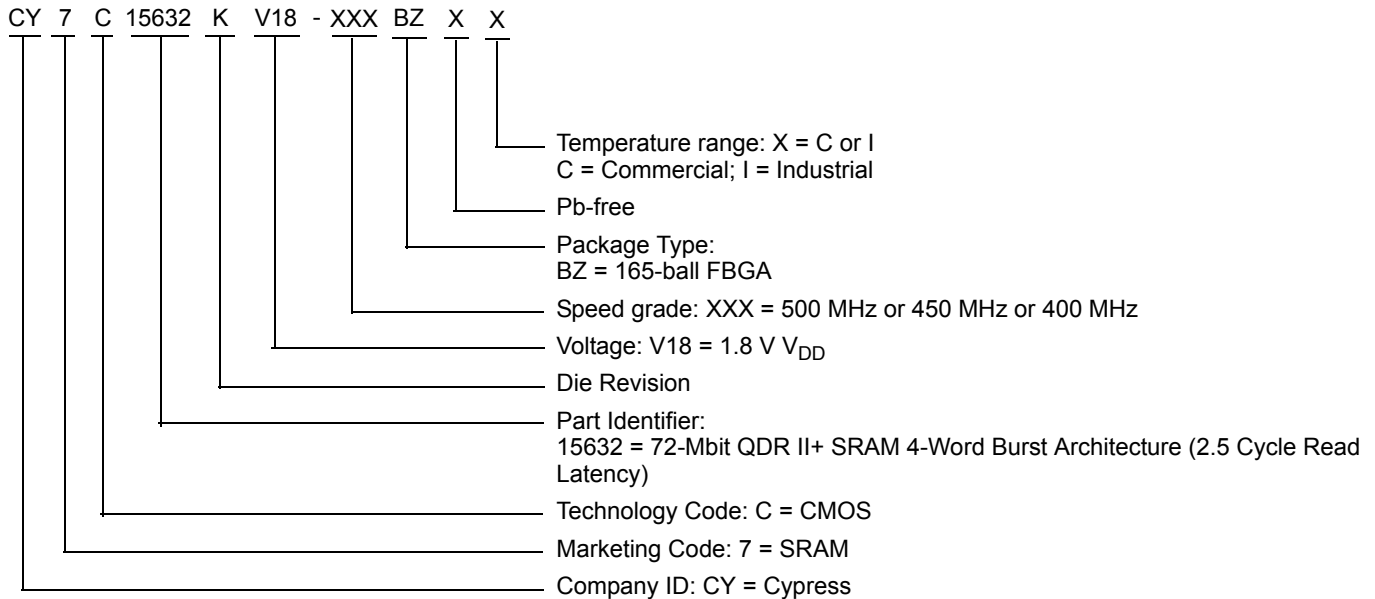 CY 7 C 15632 K V18 - XXX BZ X X
Temperature range: X = C or I
C = Commercial; I = Industrial
Pb-free
Package Type:
BZ = 165-ball FBGA
Speed grade: XXX = 500 MHz or 450 MHz or 400 MHz
Voltage: V18 = 1.8 V VDD
Die Revision
Part Identifier:
15632 = 72-Mbit QDR II+ SRAM 4-Word Burst Architecture (2.5 Cycle Read
Latency)
Technology Code: C = CMOS
Marketing Code: 7 = SRAM
Company ID: CY = Cypress